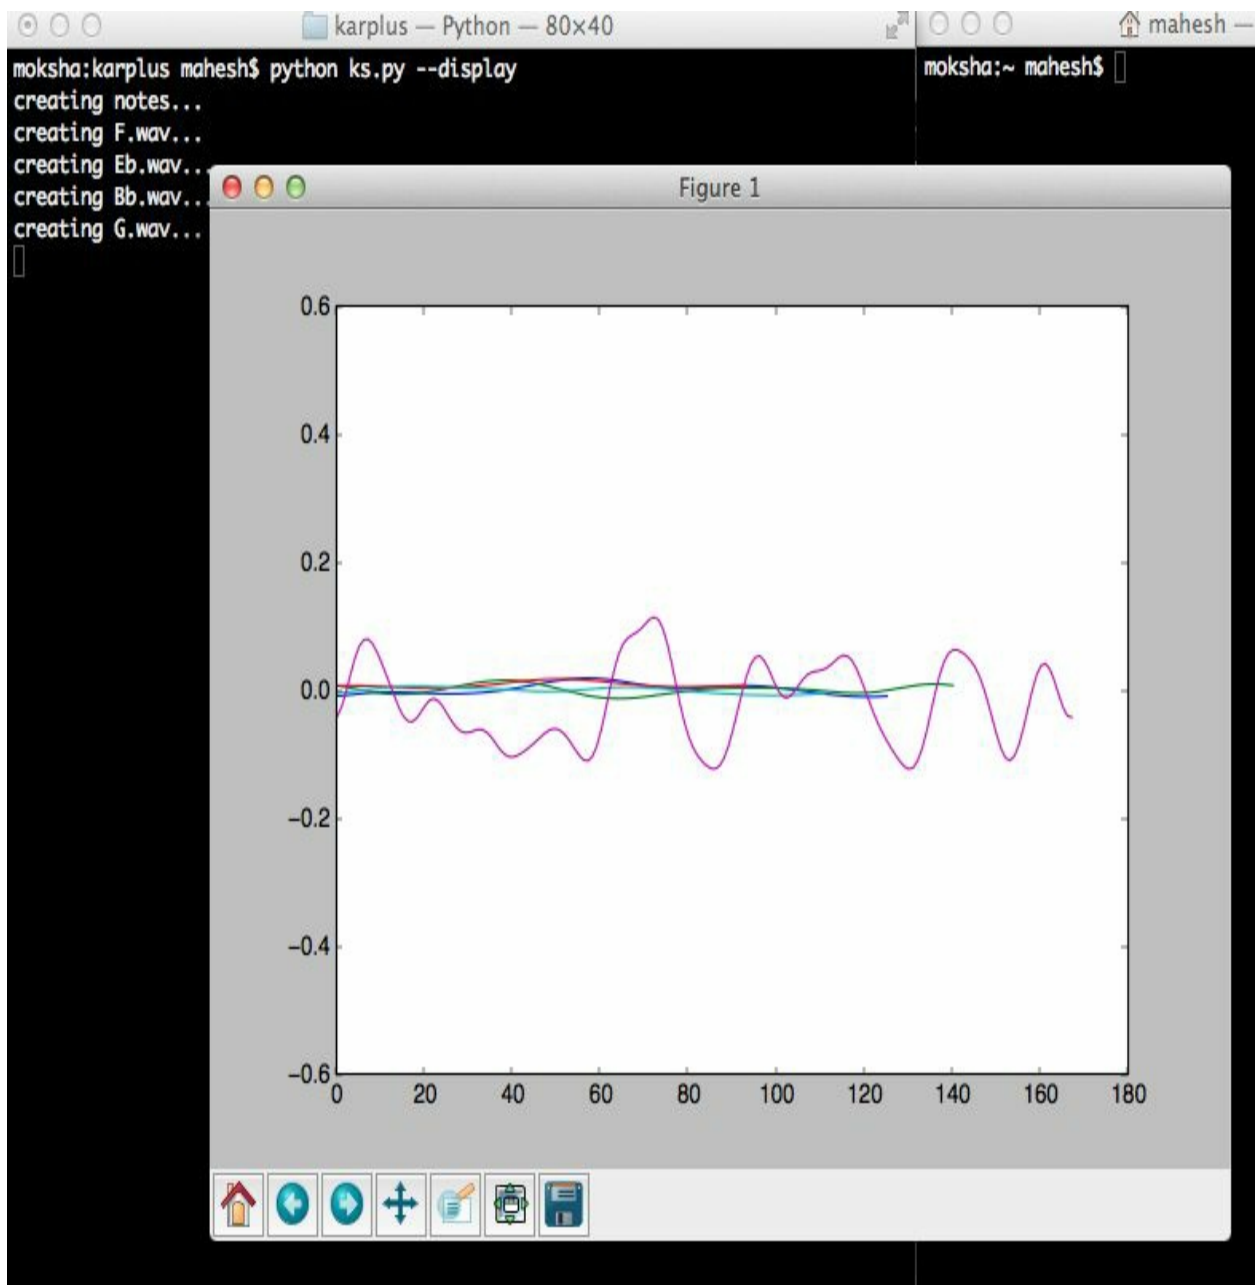 karplus — Python — 80×40
mahesh —
moksha:karplus mahesh$ python ks.py --display
creating notes...
creating F.wav...
creating Eb.wav...
creating Bb.wav...
creating G.wav...
moksha:~ mahesh$
Figure 1
0.6
0.4
0.2
0.0
−0.2
−0.4
−0.6
0 20 40 60 80 100 120 140 160 180